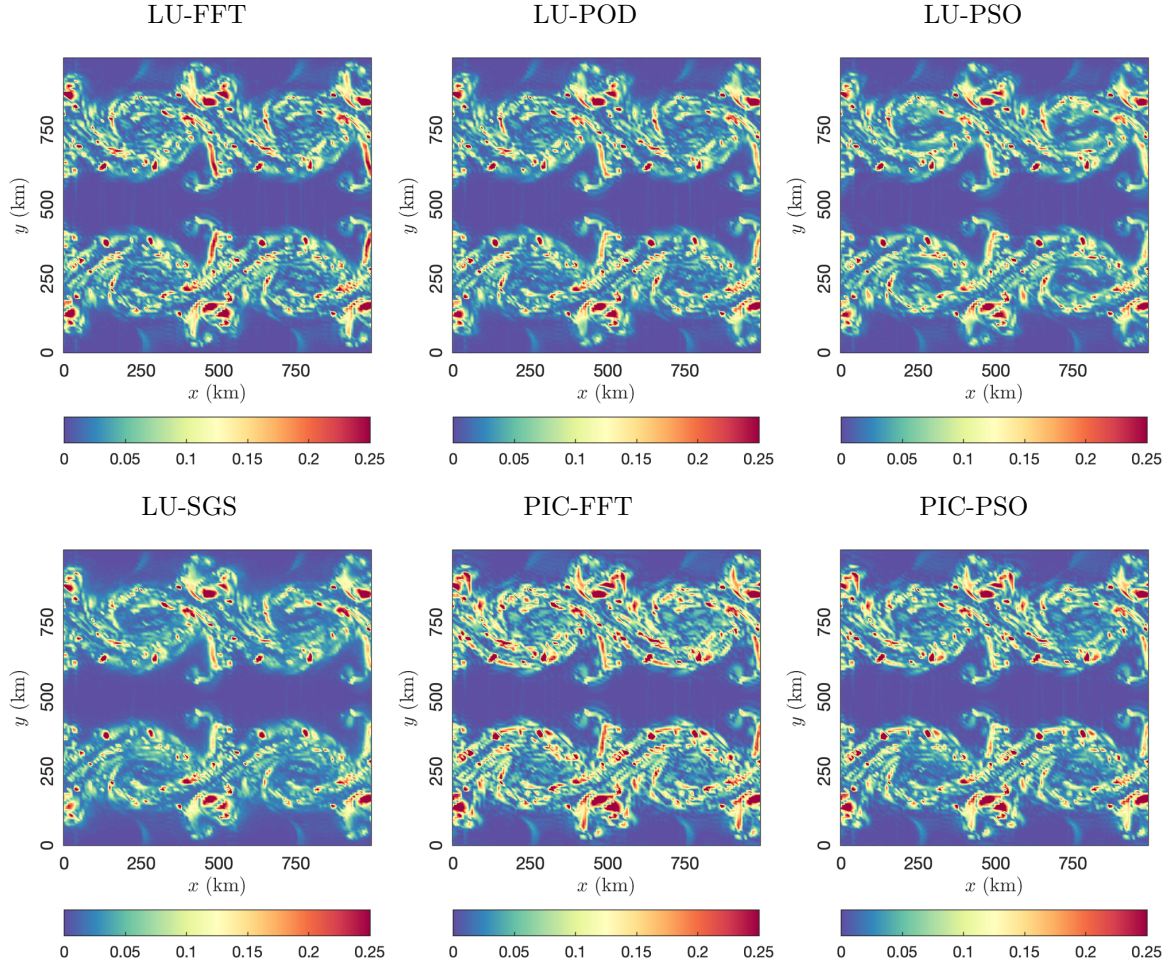 LU-FFT LU-POD LU-PSO
750 750 750
y (km) y (km) y (km)
500 500 500
250 250 250
0 0 0
0 250 500 750 0 250 500 750 0 250 500 750
x (km) x (km) x (km)
0 0.05 0.1 0.15 0.2 0.25 0 0.05 0.1 0.15 0.2 0.25 0 0.05 0.1 0.15 0.2 0.25
LU-SGS PIC-FFT PIC-PSO
750 750 750
y (km) y (km) y (km)
500 500 500
250 250 250
0 0 0
0 250 500 750 0 250 500 750 0 250 500 750
x (km) x (km) x (km)
0 0.05 0.1 0.15 0.2 0.25 0 0.05 0.1 0.15 0.2 0.25 0 0.05 0.1 0.15 0.2 0.25